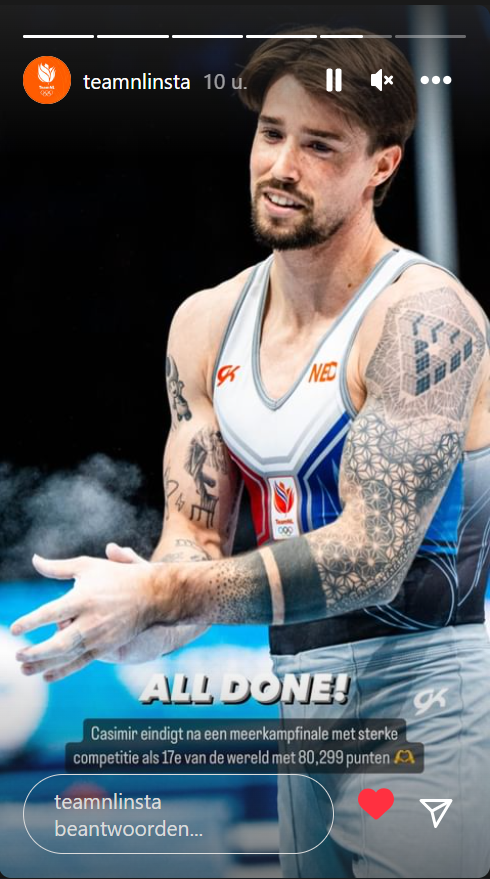 teamnlinsta 10 u.
GK NED
TeamNL
ALL DONE!
GK
Casimir eindigt na een meerkampfinale met sterke
competitie als 17e van de wereld met 80,299 punten 🫶
teamnlinsta
beantwoorden...